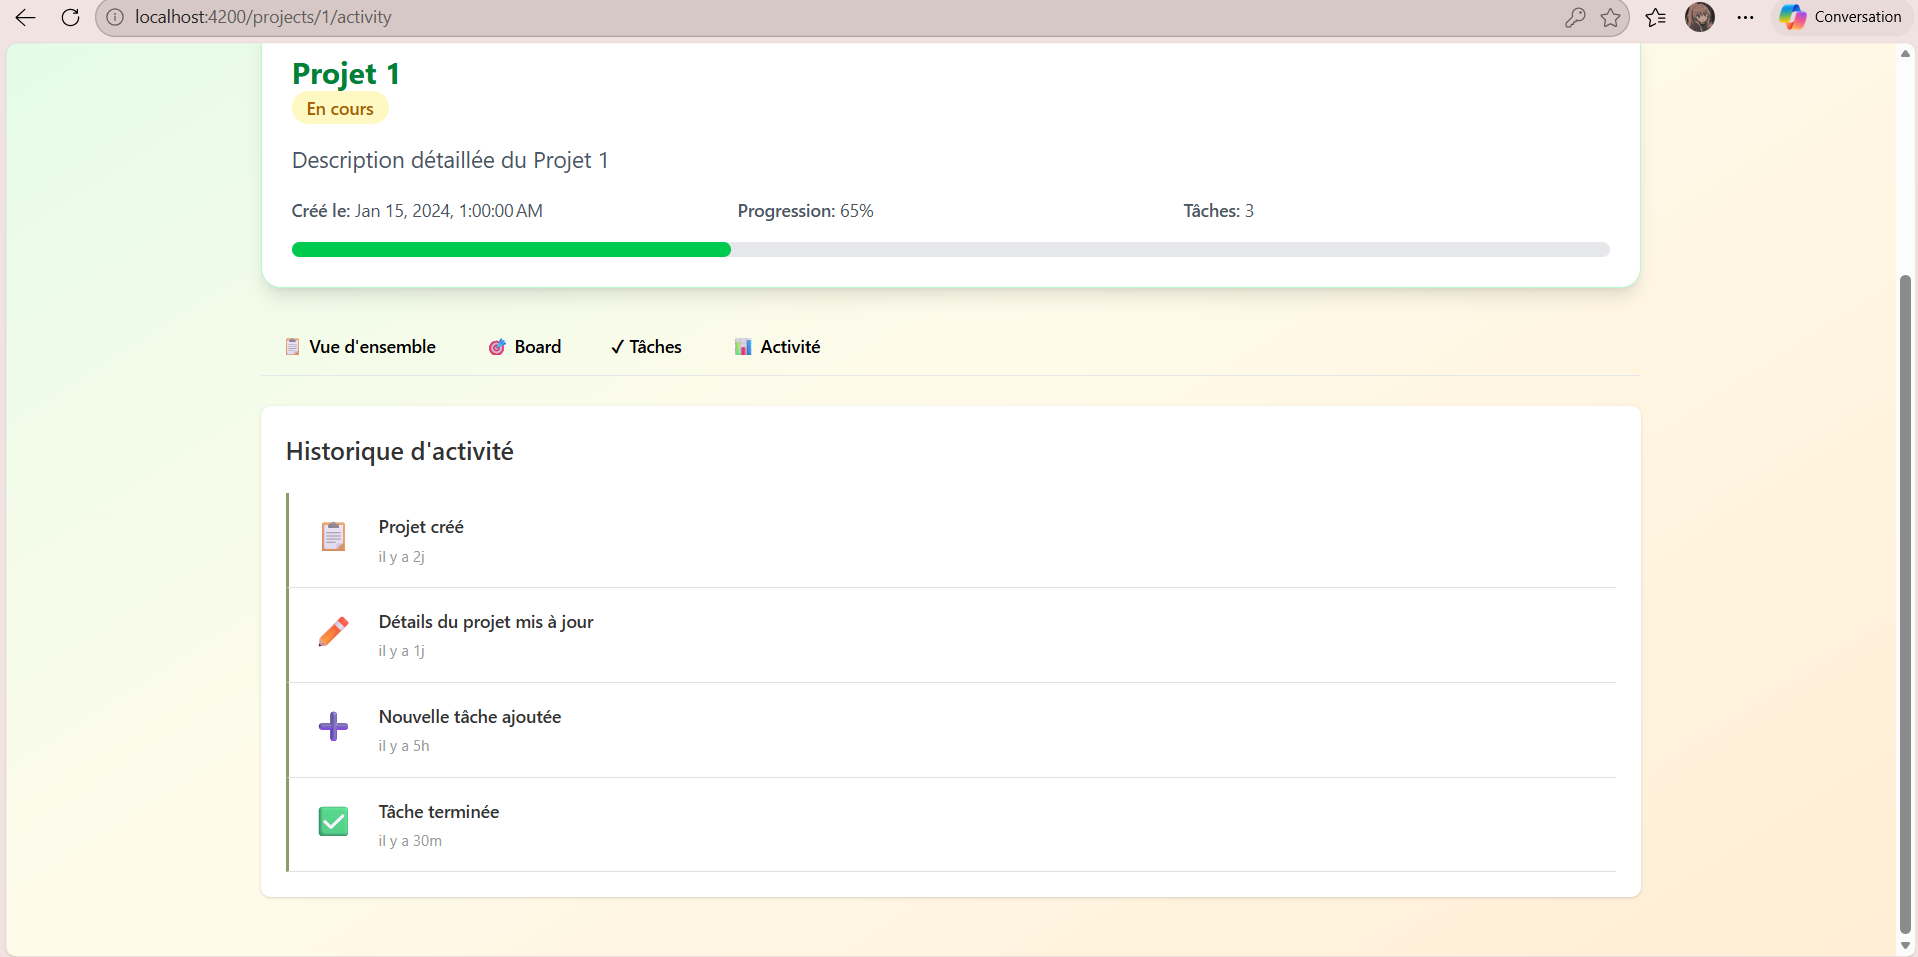 localhost:4200/projects/1/activity
Conversation
Projet 1
En cours
Description détaillée du Projet 1
Créé le: Jan 15, 2024, 1:00:00 AM Progression: 65% Tâches: 3
Vue d'ensemble Board ✓ Tâches Activité
Historique d'activité
Projet créé
il y a 2j
Détails du projet mis à jour
il y a 1j
Nouvelle tâche ajoutée
il y a 5h
Tâche terminée
il y a 30m